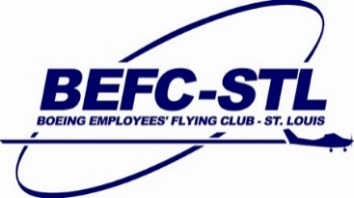 BEFC-STL
BOEING EMPLOYEES' FLYING CLUB - ST. LOUIS